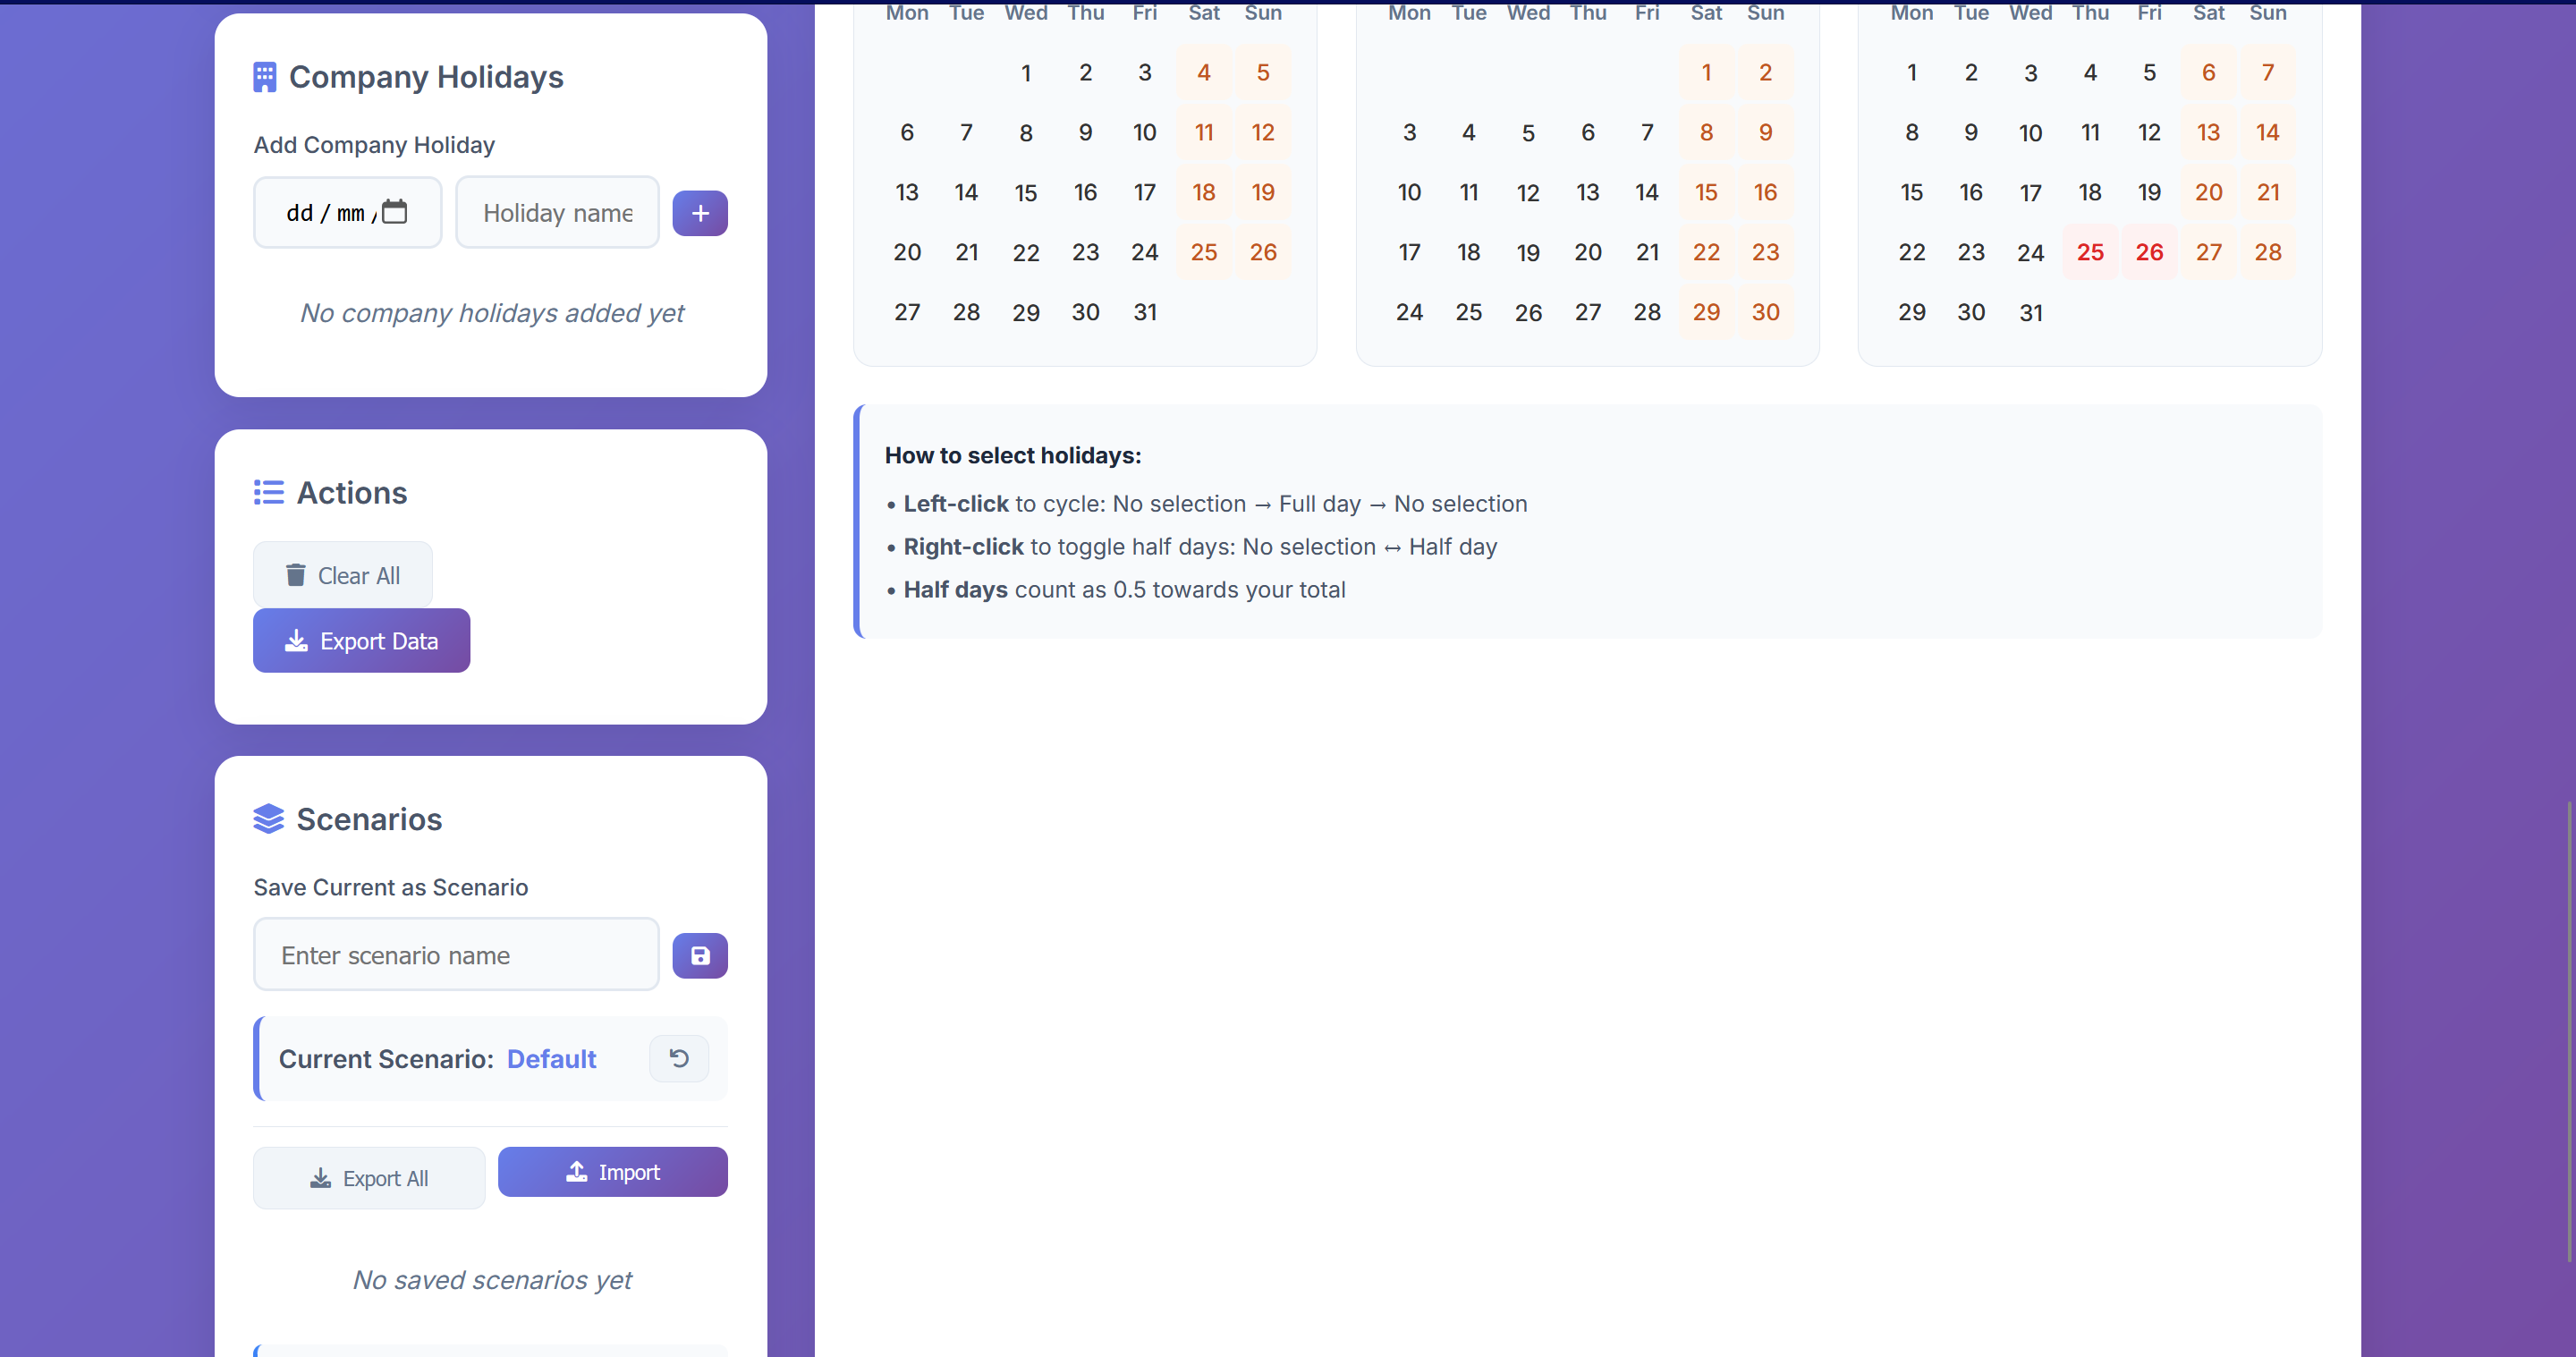 Company Holidays
Add Company Holiday
dd / mm /
Holiday name
No company holidays added yet
Actions
Clear All
Export Data
Scenarios
Save Current as Scenario
Enter scenario name
Current Scenario: Default
Export All
Import
No saved scenarios yet
Mon Tue Wed Thu Fri Sat Sun
1 2 3 4 5
6 7 8 9 10 11 12
13 14 15 16 17 18 19
20 21 22 23 24 25 26
27 28 29 30 31
Mon Tue Wed Thu Fri Sat Sun
1 2
3 4 5 6 7 8 9
10 11 12 13 14 15 16
17 18 19 20 21 22 23
24 25 26 27 28 29 30
Mon Tue Wed Thu Fri Sat Sun
1 2 3 4 5 6 7
8 9 10 11 12 13 14
15 16 17 18 19 20 21
22 23 24 25 26 27 28
29 30 31
How to select holidays:
• Left-click to cycle: No selection → Full day → No selection
• Right-click to toggle half days: No selection ↔ Half day
• Half days count as 0.5 towards your total